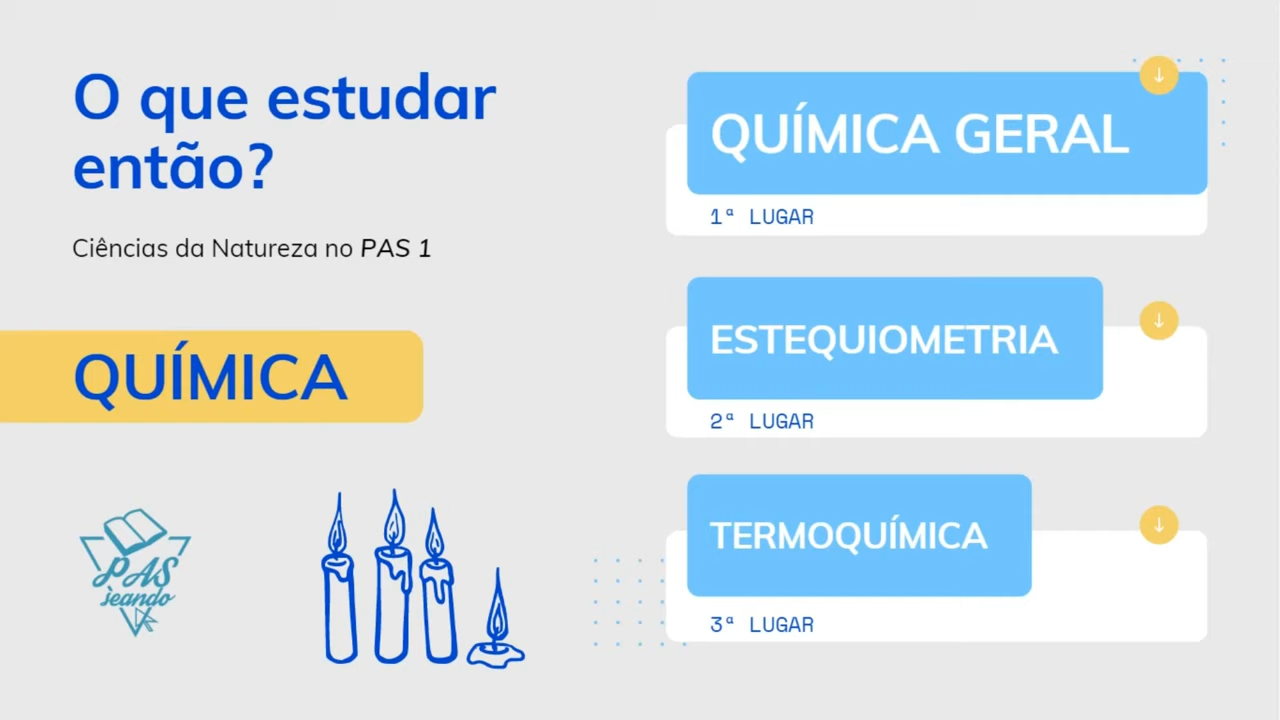 O que estudar
então?
Ciências da Natureza no PAS 1
QUÍMICA
PAS
jeando
QUÍMICA GERAL
1ª LUGAR
ESTEQUIOMETRIA
2ª LUGAR
TERMOQUÍMICA
3ª LUGAR